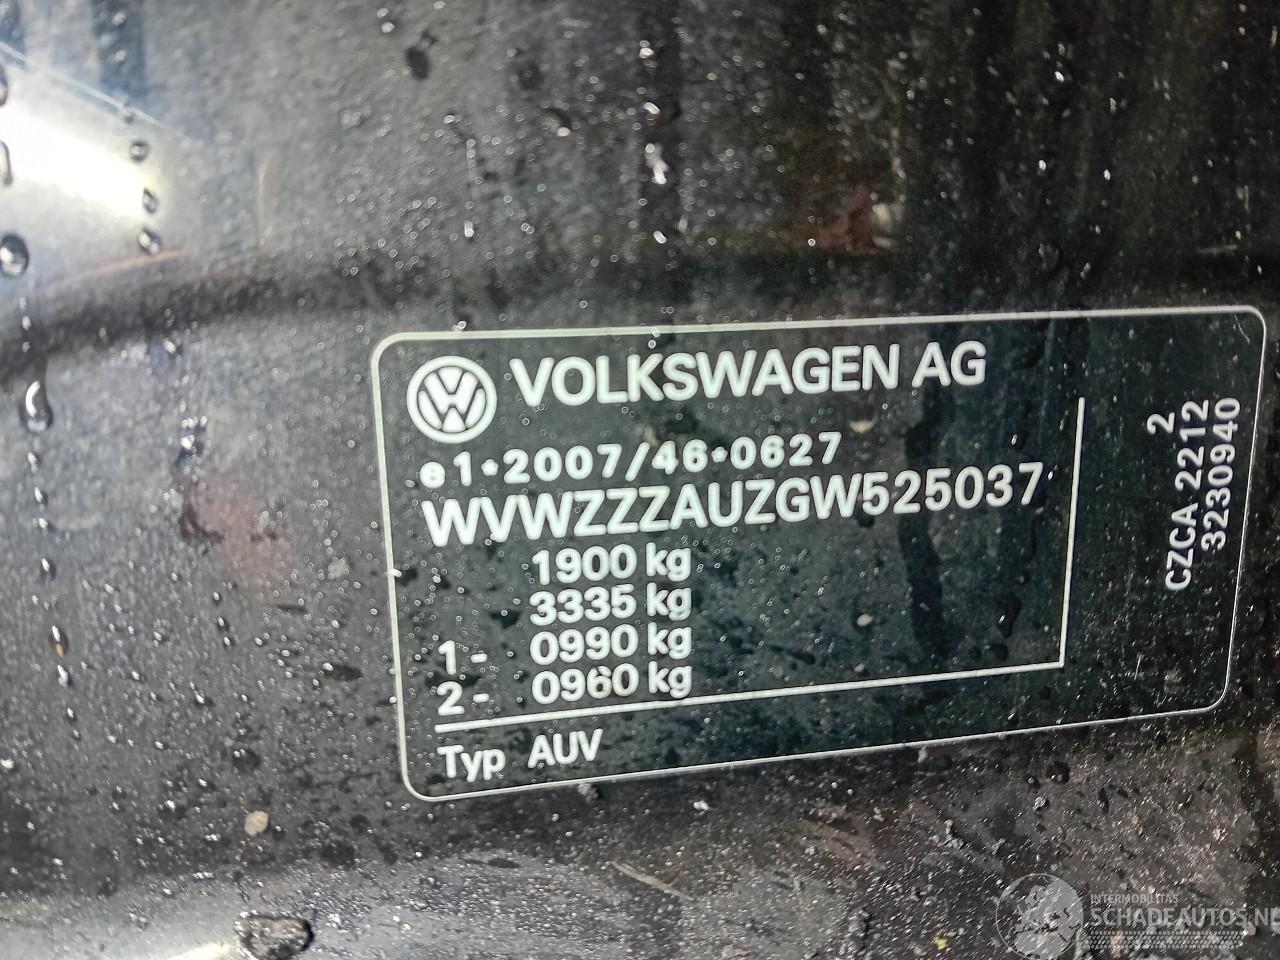 VOLKSWAGEN AG
e1*2007/46*0627
WVWZZZAUZGW525037
1900 kg
3335 kg
1- 0990 kg
2- 0960 kg
Typ AUV
2
CZCA 2212
3230940
INTERMOBILITAS
SCHADEAUTOS.NL